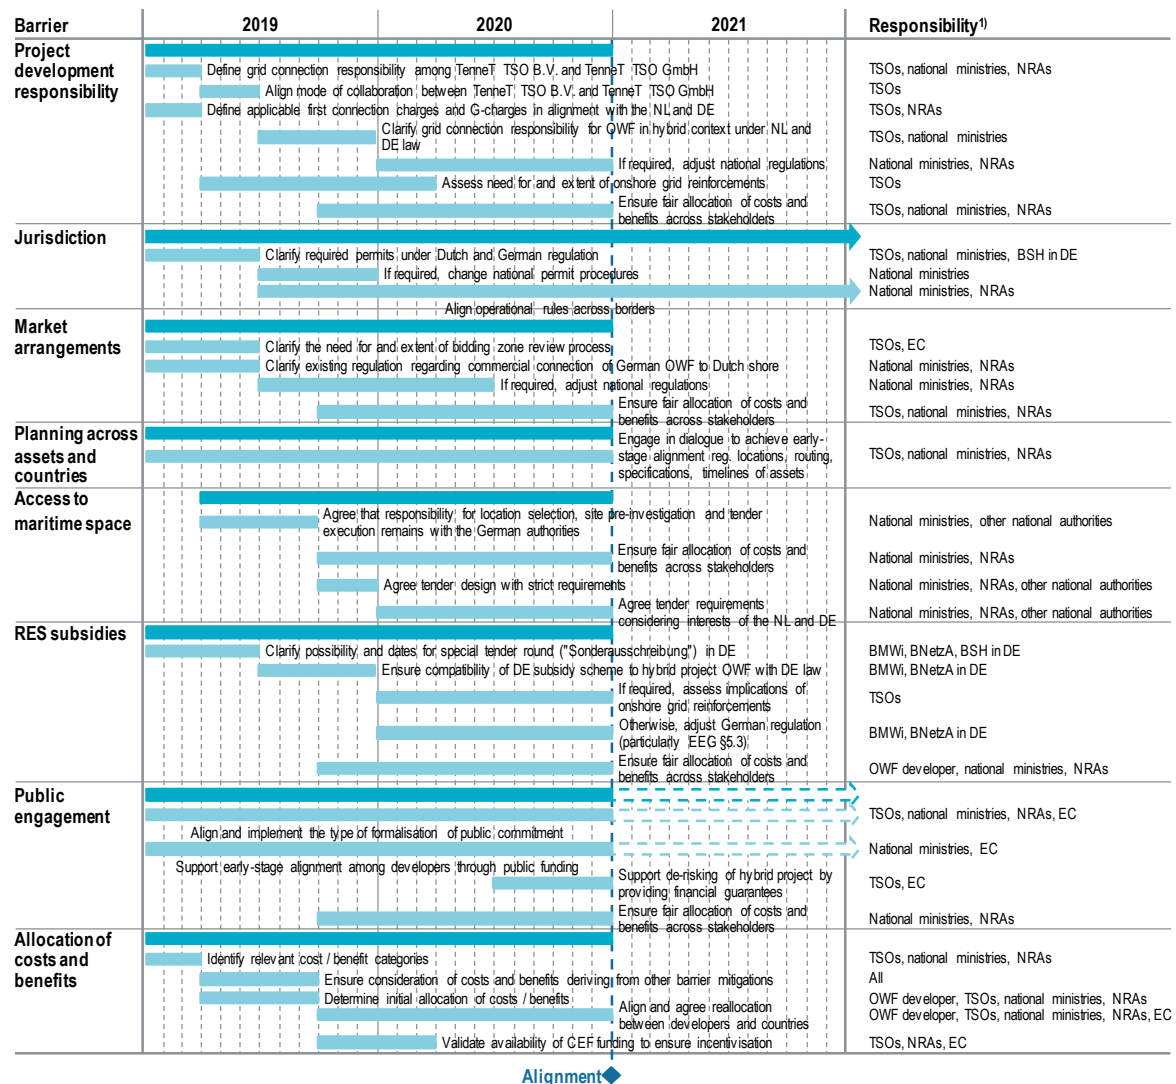 Barrier 2019 2020 2021 Responsibility¹⁾
Project
development
responsibility
Define grid connection responsibility among TenneT TSO B.V. and TenneT TSO GmbH TSOs, national ministries, NRAs
Align mode of collaboration between TenneT TSO B.V. and TenneT TSO GmbH TSOs
Define applicable first connection charges and G-charges in alignment with the NL and DE TSOs, NRAs
Clarify grid connection responsibility for OWF in hybrid context under NL and
DE law
TSOs, national ministries
If required, adjust national regulations National ministries, NRAs
Assess need for and extent of onshore grid reinforcements TSOs
Ensure fair allocation of costs and
benefits across stakeholders
TSOs, national ministries, NRAs
Jurisdiction
Clarify required permits under Dutch and German regulation TSOs, national ministries, BSH in DE
If required, change national permit procedures National ministries
National ministries, NRAs
Align operational rules across borders
Market
arrangements
Clarify the need for and extent of bidding zone review process TSOs, EC
Clarify existing regulation regarding commercial connection of German OWF to Dutch shore National ministries, NRAs
If required, adjust national regulations National ministries, NRAs
Ensure fair allocation of costs and
benefits across stakeholders
TSOs, national ministries, NRAs
Planning across
assets and
countries
Engage in dialogue to achieve early-
stage alignment reg. locations, routing,
specifications, timelines of assets
TSOs, national ministries, NRAs
Access to
maritime space
Agree that responsibility for location selection, site pre-investigation and tender
execution remains with the German authorities
National ministries, other national authorities
Ensure fair allocation of costs and
benefits across stakeholders
National ministries, NRAs
Agree tender design with strict requirements National ministries, NRAs, other national authorities
Agree tender requirements
considering interests of the NL and DE
National ministries, NRAs, other national authorities
RES subsidies
Clarify possibility and dates for special tender round ("Sonderausschreibung") in DE BMWi, BNetzA, BSH in DE
Ensure compatibility of DE subsidy scheme to hybrid project OWF with DE law BMWi, BNetzA in DE
If required, assess implications of
onshore grid reinforcements
TSOs
Otherwise, adjust German regulation
(particularly EEG §5.3)
BMWi, BNetzA in DE
Ensure fair allocation of costs and
benefits across stakeholders
OWF developer, national ministries, NRAs
Public
engagement
TSOs, national ministries, NRAs, EC
Align and implement the type of formalisation of public commitment
National ministries, EC
Support early-stage alignment among developers through public funding
Support de-risking of hybrid project by
providing financial guarantees
TSOs, EC
Ensure fair allocation of costs and
benefits across stakeholders
National ministries, NRAs
Allocation of
costs and
benefits
Identify relevant cost / benefit categories TSOs, national ministries, NRAs
Ensure consideration of costs and benefits deriving from other barrier mitigations All
Determine initial allocation of costs / benefits OWF developer, TSOs, national ministries, NRAs
Align and agree reallocation
between developers and countries
OWF developer, TSOs, national ministries, NRAs, EC
Validate availability of CEF funding to ensure incentivisation TSOs, NRAs, EC
Alignment